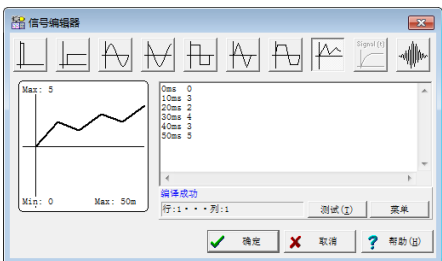 信号编辑器
Signal (t)
Max: 5
Min: 0 Max: 50m
0ms 0
10ms 3
20ms 2
30ms 4
40ms 3
50ms 5
编译成功
行:1···列:1
测试(T)
菜单
确定
取消
帮助(H)